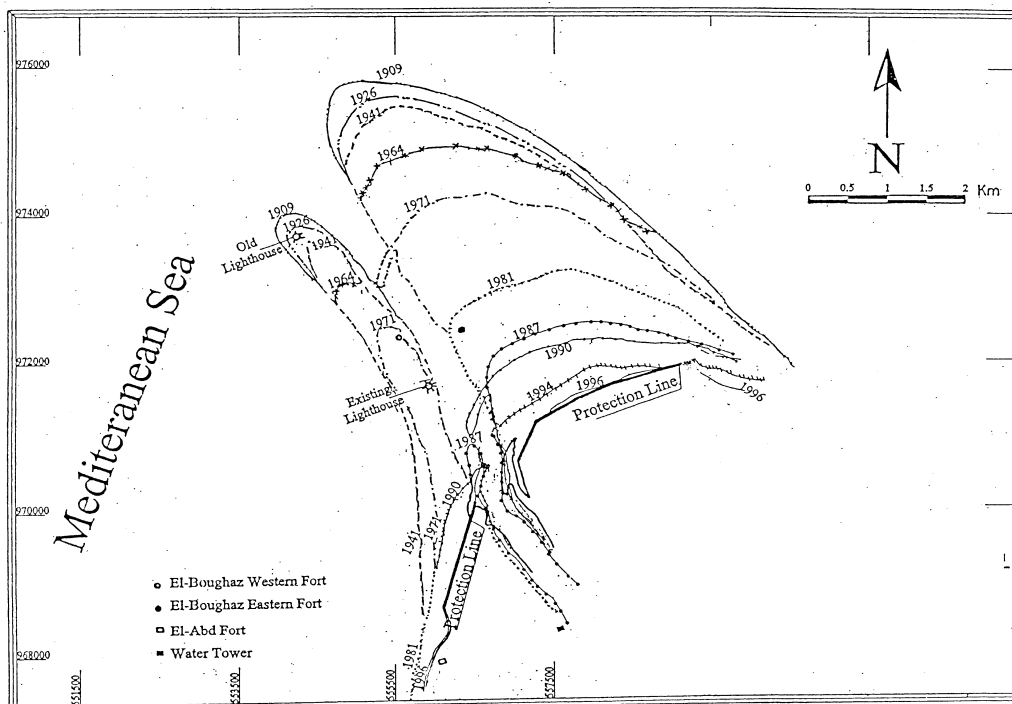 976000
974000
972000
970000
968000
551500
553500
555500
557500
N
0 0.5 1 1.5 2 Km
Mediteranean Sea
1909
1926
1941
1964
1971
1981
1987
1990
1994
1996
1996
Protection Line
1909
1926
1941
1964
1971
Old
Lighthouse
Existing
Lighthouse
1987
1990
1971
1941
1981
1996
Protection Line
El-Boughaz Western Fort
El-Boughaz Eastern Fort
El-Abd Fort
Water Tower